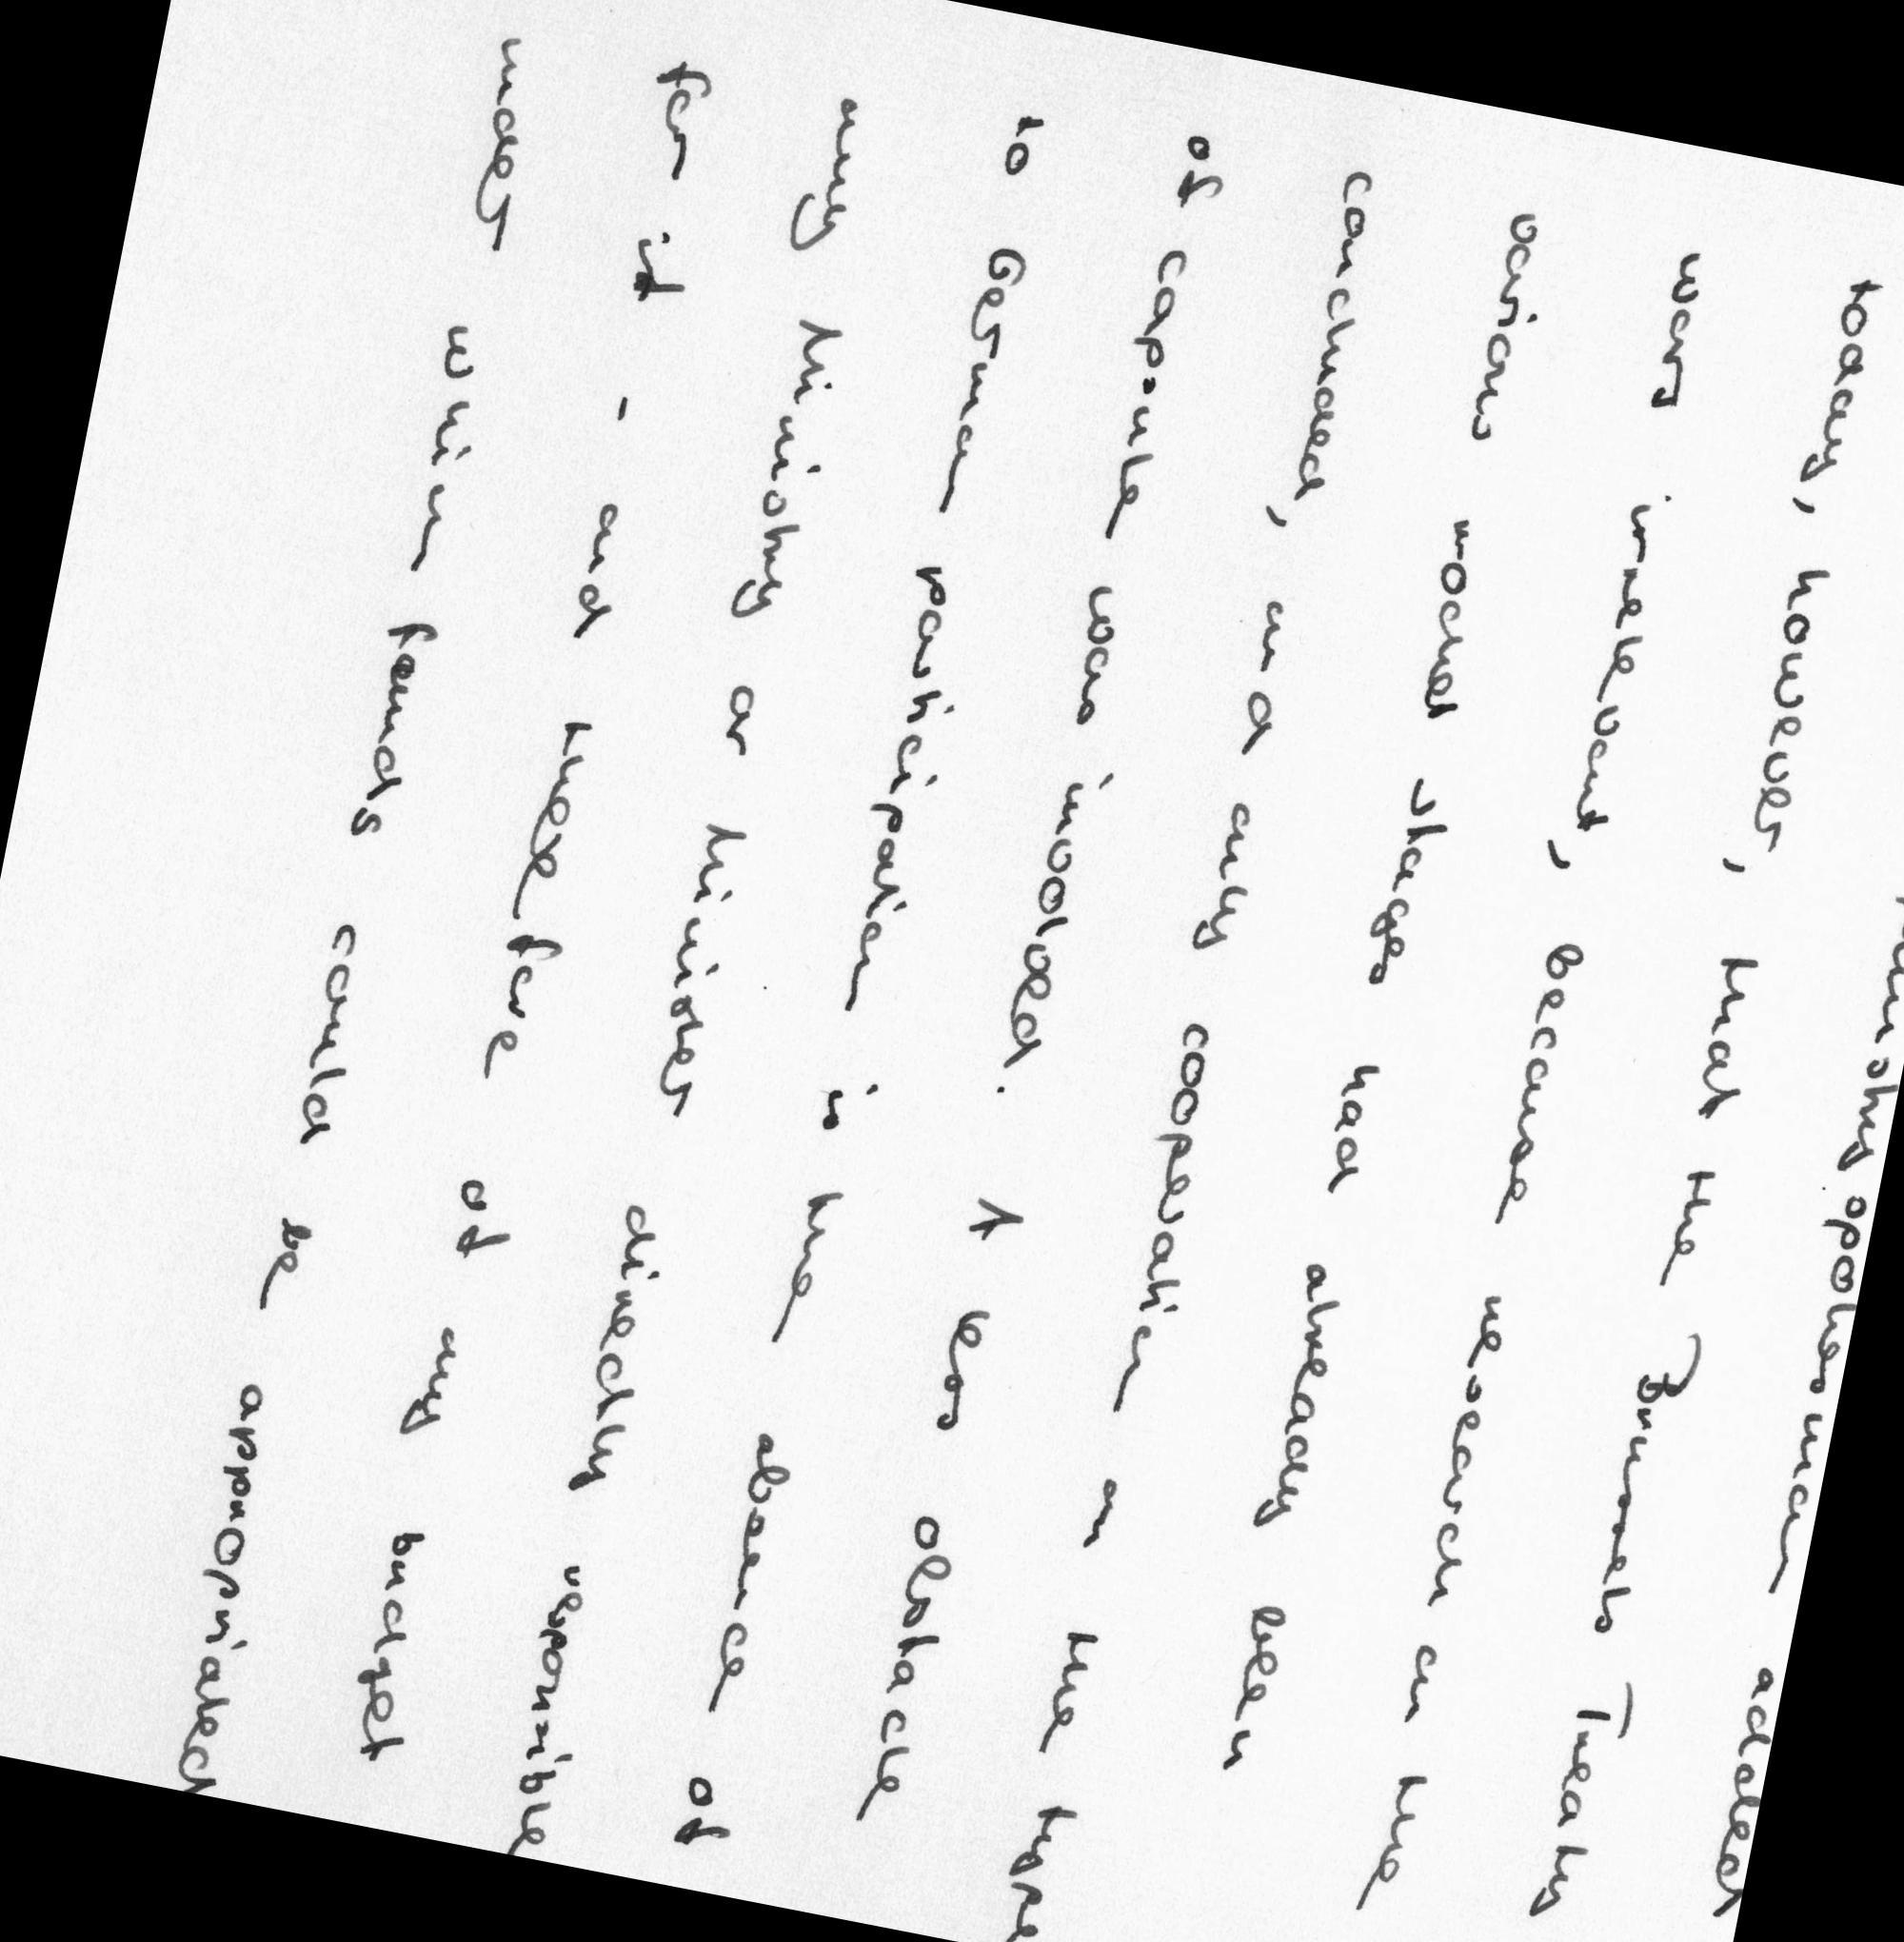 Ministry spokesman added
today, however, that the Brussels Treaty
was irrelevant, because research on the
various rocket stages had already been
concluded, and only cooperation on the type
of capsule was involved. A less obstacle
to German participation is the absence of
any Ministry or Minister directly responsible
for it - and therefore of any budget
under which funds could be appropriated